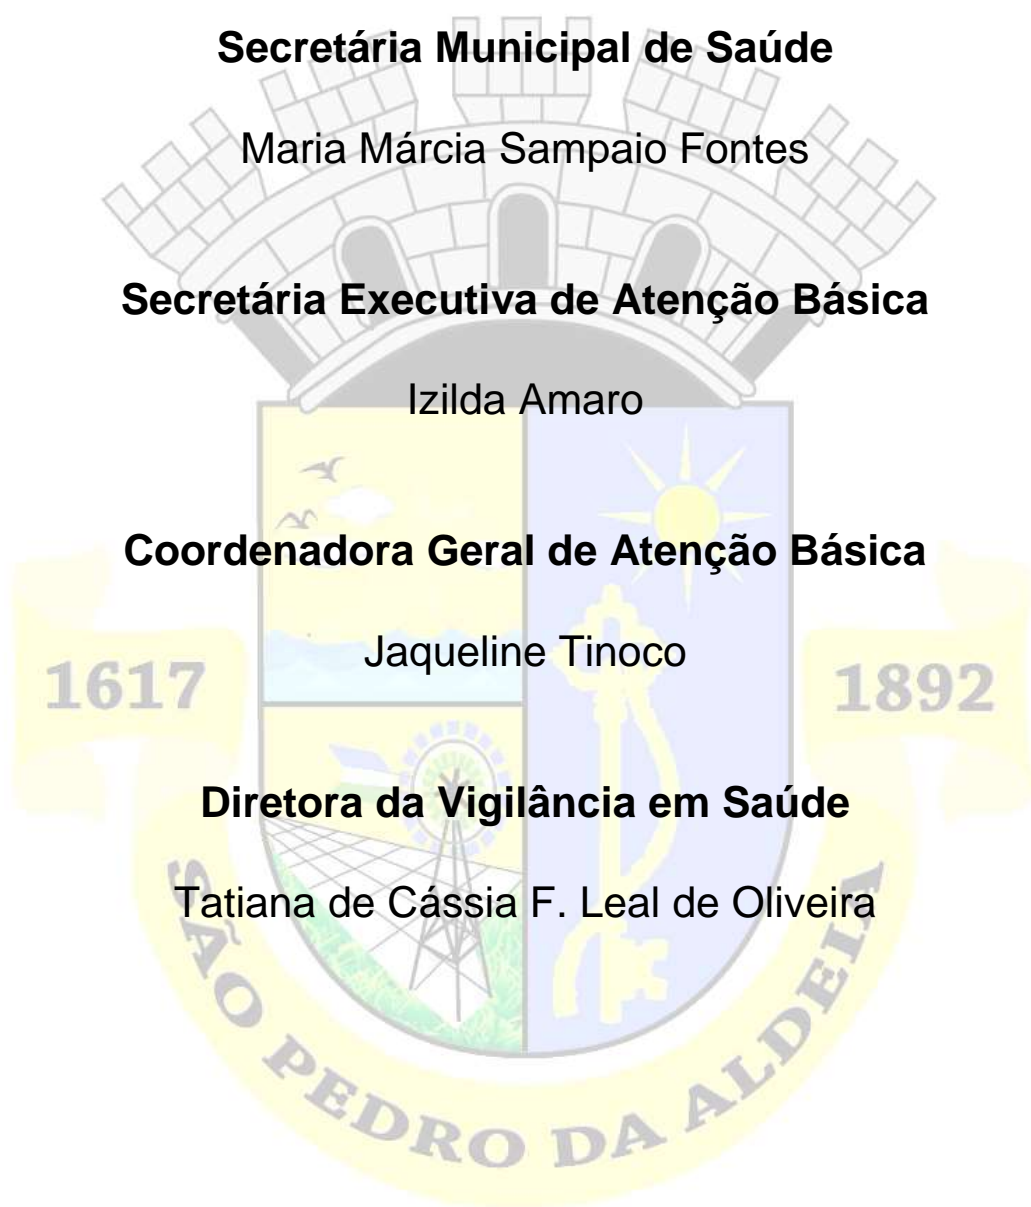 Secretária Municipal de Saúde
Maria Márcia Sampaio Fontes
Secretária Executiva de Atenção Básica
Izilda Amaro
Coordenadora Geral de Atenção Básica
Jaqueline Tinoco
1617
1892
Diretora da Vigilância em Saúde
Tatiana de Cássia F. Leal de Oliveira
SÃO PEDRO DA ALDEIA